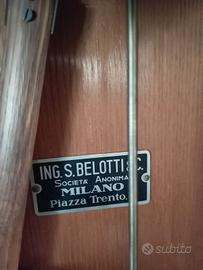 ING. S. BELOTTI & C.
SOCIETÀ ANONIMA
MILANO
Piazza Trento.
subito